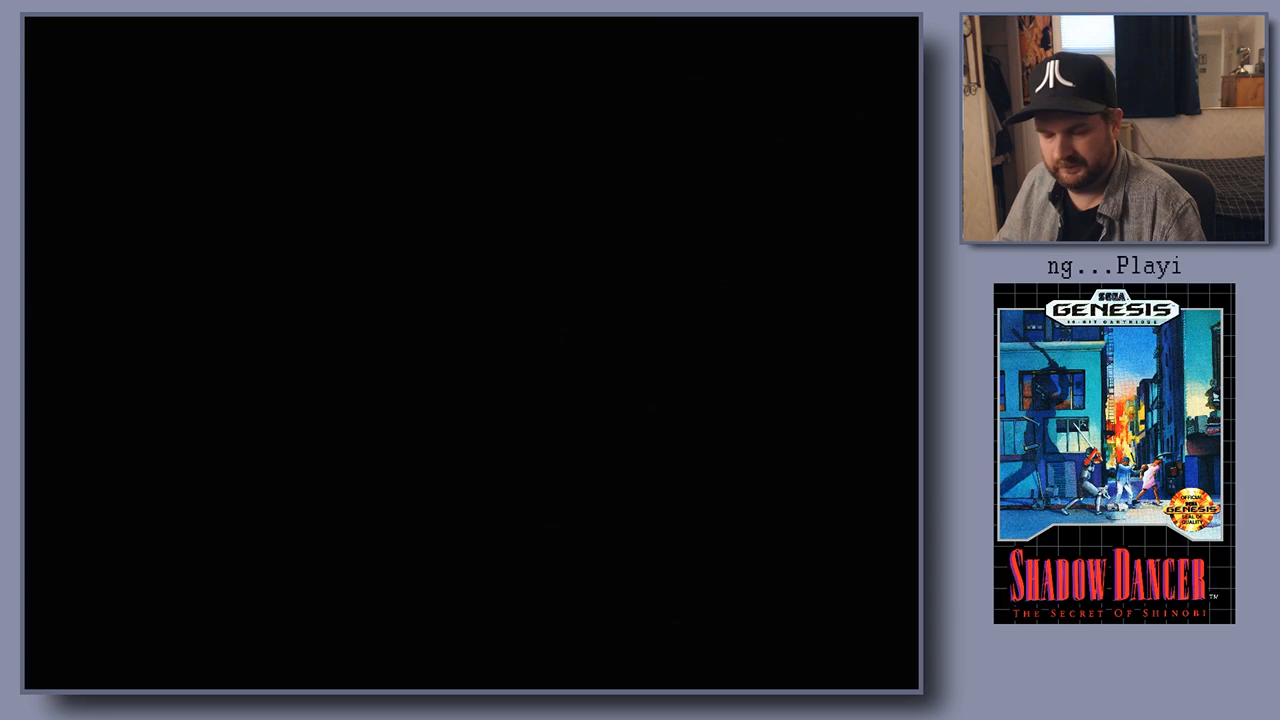 ng...Playi
SEGA
GENESIS
16-BIT CARTRIDGE
OFFICIAL
SEGA
GENESIS
SEAL OF
QUALITY
SHADOW DANCER TM
THE SECRET OF SHINOBI